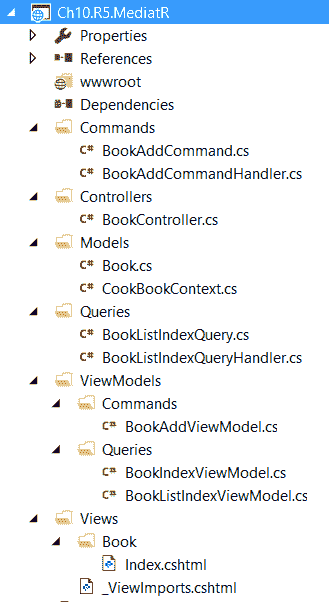 Ch10.R5.MediatR
Properties
References
wwwroot
Dependencies
Commands
C# BookAddCommand.cs
C# BookAddCommandHandler.cs
Controllers
C# BookController.cs
Models
C# Book.cs
C# CookBookContext.cs
Queries
C# BookListIndexQuery.cs
C# BookListIndexQueryHandler.cs
ViewModels
Commands
C# BookAddViewModel.cs
Queries
C# BookIndexViewModel.cs
C# BookListIndexViewModel.cs
Views
Book
Index.cshtml
_ViewImports.cshtml